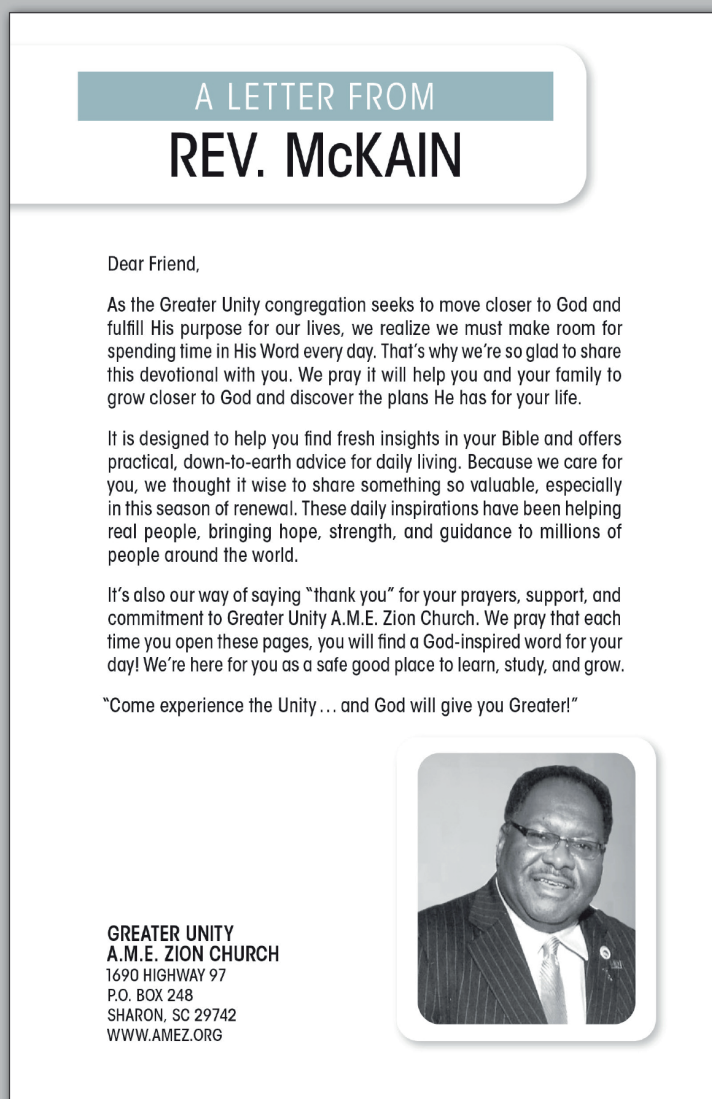 A LETTER FROM
REV. McKAIN
Dear Friend,
As the Greater Unity congregation seeks to move closer to God and
fulfill His purpose for our lives, we realize we must make room for
spending time in His Word every day. That's why we're so glad to share
this devotional with you. We pray it will help you and your family to
grow closer to God and discover the plans He has for your life.
It is designed to help you find fresh insights in your Bible and offers
practical, down-to-earth advice for daily living. Because we care for
you, we thought it wise to share something so valuable, especially
in this season of renewal. These daily inspirations have been helping
real people, bringing hope, strength, and guidance to millions of
people around the world.
It's also our way of saying “thank you” for your prayers, support, and
commitment to Greater Unity A.M.E. Zion Church. We pray that each
time you open these pages, you will find a God-inspired word for your
day! We're here for you as a safe good place to learn, study, and grow.
“Come experience the Unity... and God will give you Greater!”
GREATER UNITY
A.M.E. ZION CHURCH
1690 HIGHWAY 97
P.O. BOX 248
SHARON, SC 29742
WWW.AMEZ.ORG